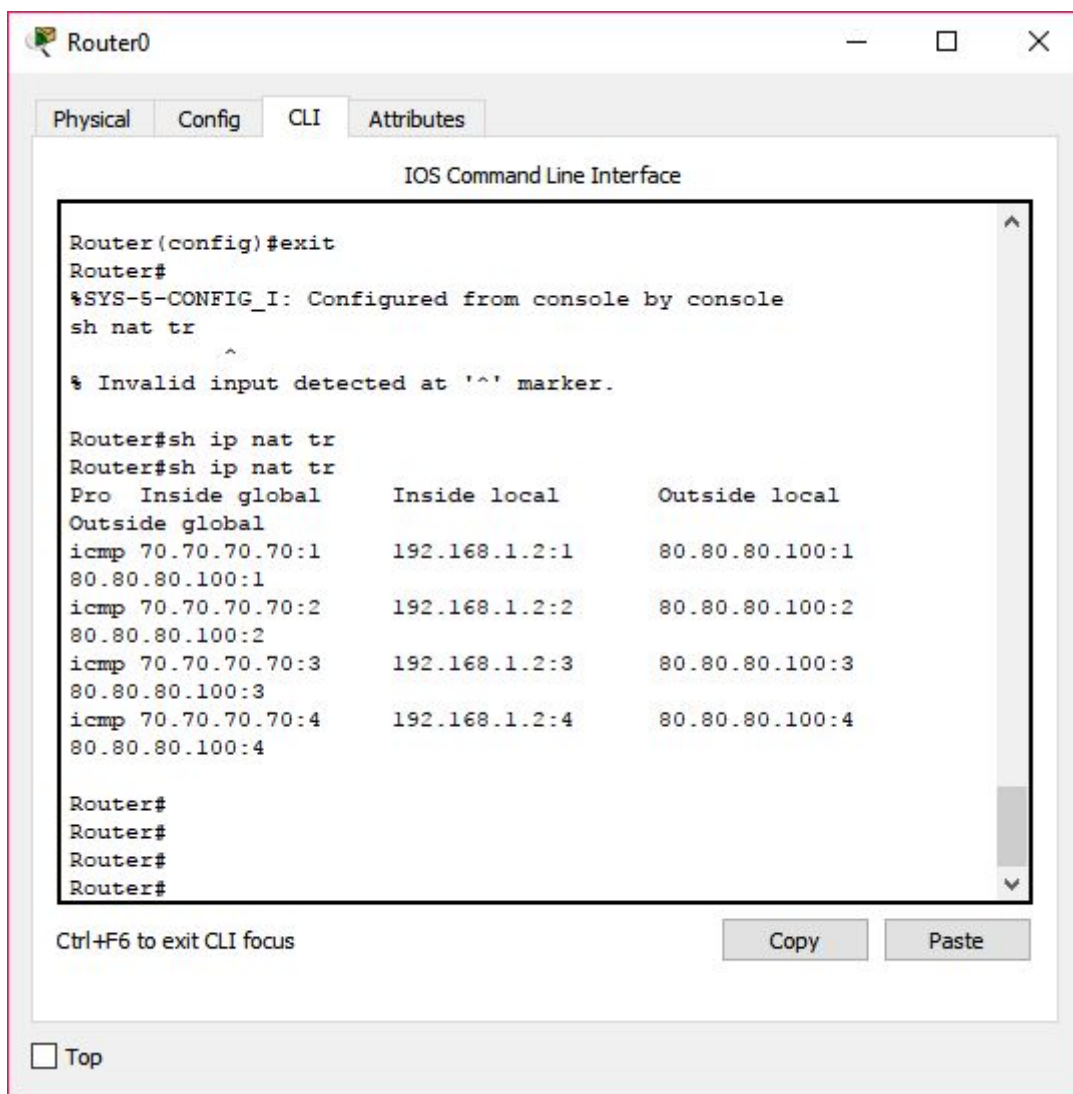 Router0
Physical Config CLI Attributes
IOS Command Line Interface
Router(config)#exit
Router#
%SYS-5-CONFIG_I: Configured from console by console
sh nat tr
^
% Invalid input detected at '^' marker.
Router#sh ip nat tr
Router#sh ip nat tr
Pro  Inside global     Inside local       Outside local
Outside global
icmp 70.70.70.70:1     192.168.1.2:1      80.80.80.100:1
80.80.80.100:1
icmp 70.70.70.70:2     192.168.1.2:2      80.80.80.100:2
80.80.80.100:2
icmp 70.70.70.70:3     192.168.1.2:3      80.80.80.100:3
80.80.80.100:3
icmp 70.70.70.70:4     192.168.1.2:4      80.80.80.100:4
80.80.80.100:4
Router#
Router#
Router#
Router#
Ctrl+F6 to exit CLI focus
Copy Paste
Top